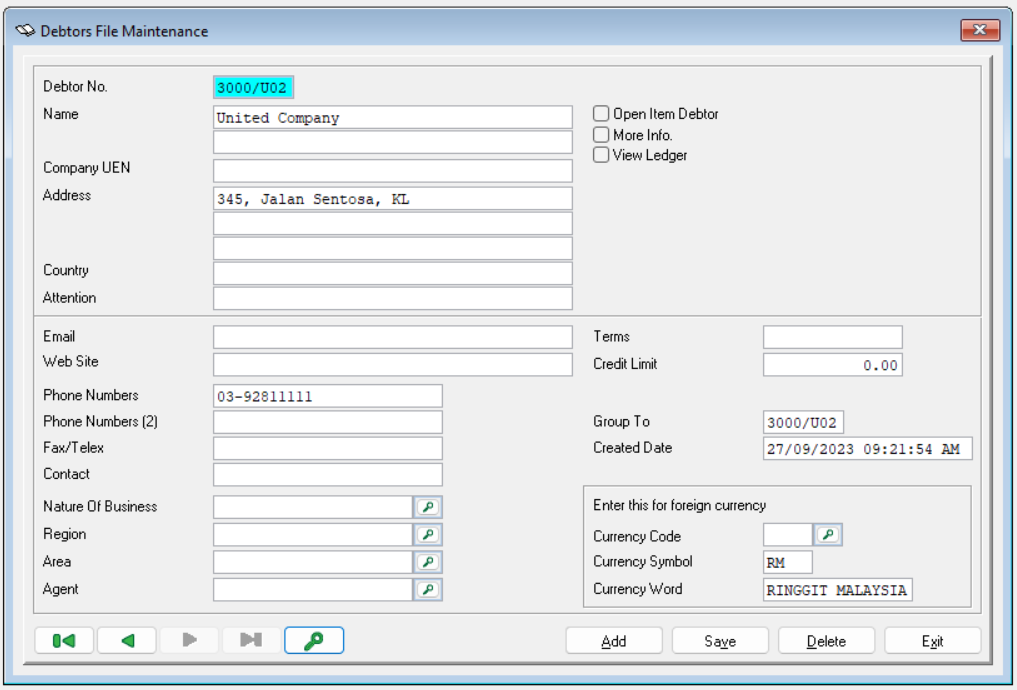 Debtors File Maintenance
Debtor No. 3000/U02
Name United Company
Open Item Debtor
More Info.
View Ledger
Company UEN
Address 345, Jalan Sentosa, KL
Country
Attention
Email
Terms
Web Site
Credit Limit 0.00
Phone Numbers 03-92811111
Phone Numbers (2)
Group To 3000/U02
Fax/Telex
Created Date 27/09/2023 09:21:54 AM
Contact
Nature Of Business
Enter this for foreign currency
Region
Currency Code
Area
Currency Symbol RM
Agent
Currency Word RINGGIT MALAYSIA
Add Save Delete Exit